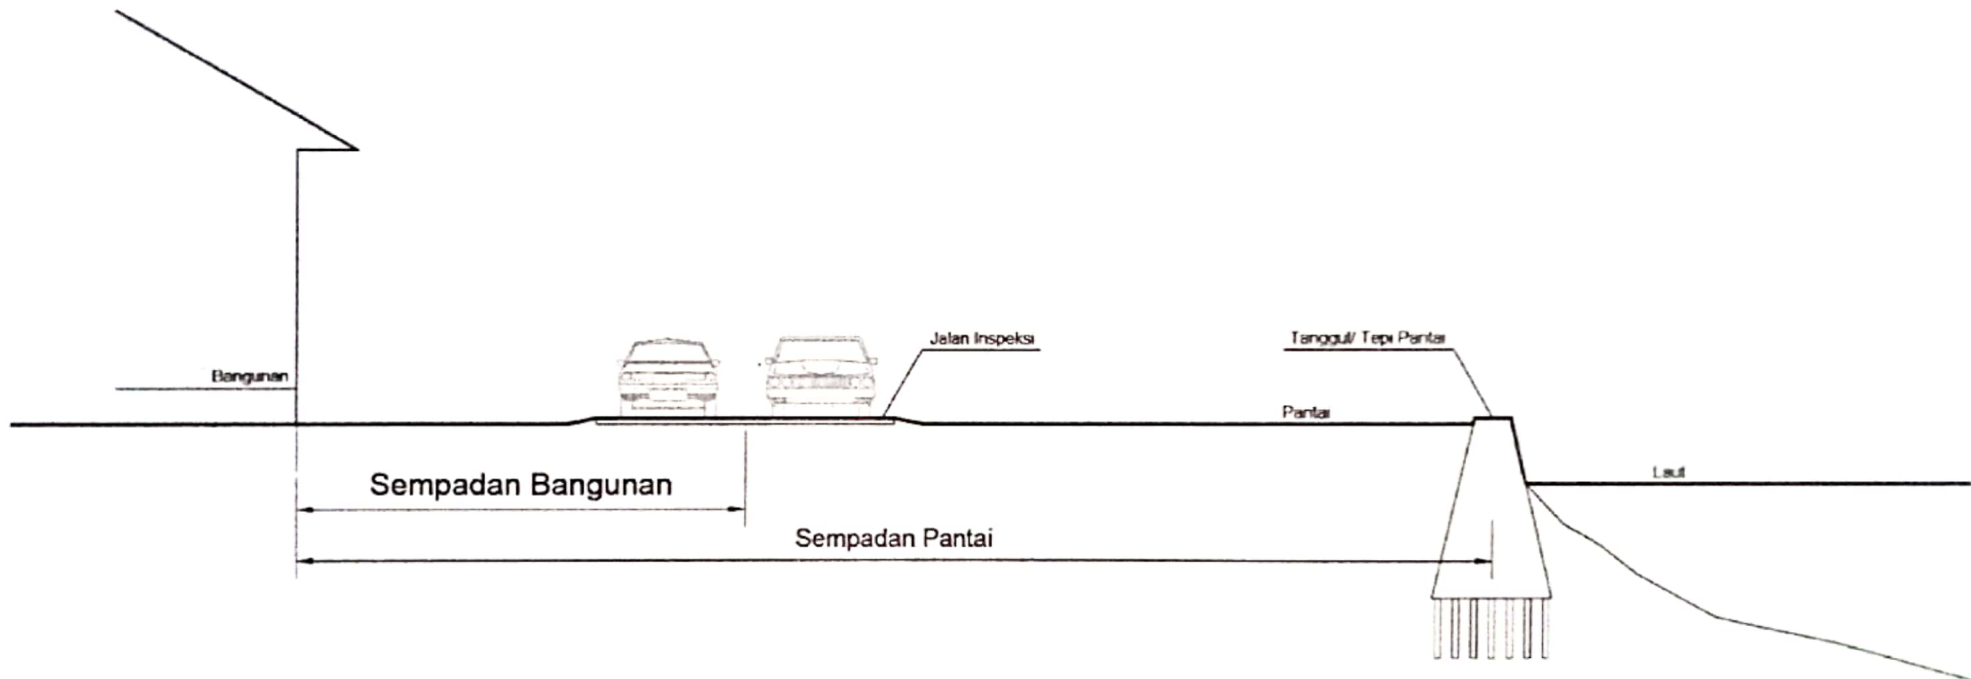 Jalan Inspeksi
Tanggul/ Tepi Pantai
Bangunan
Pantai
Laut
Sempadan Bangunan
Sempadan Pantai